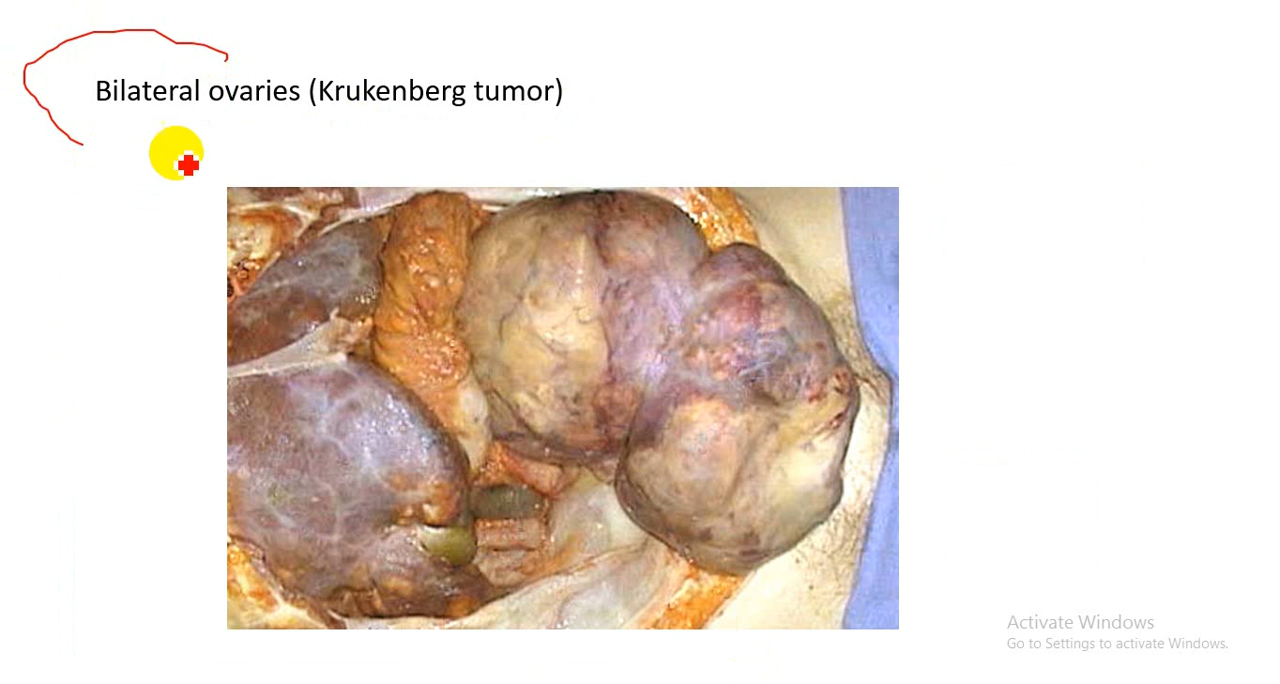 Bilateral ovaries (Krukenberg tumor)
Activate Windows
Go to Settings to activate Windows.